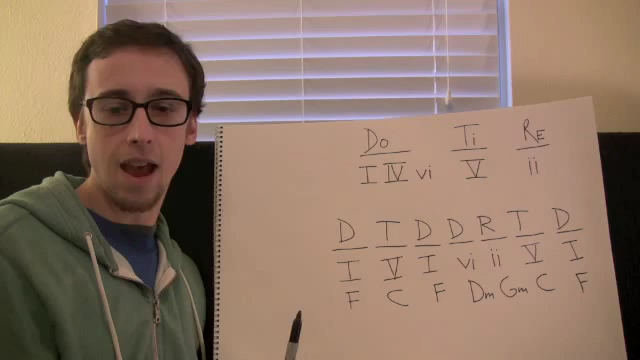 Do Ti Re
I IV vi V ii
D T D D R T D
I V I vi ii V I
F C F Dm Gm C F